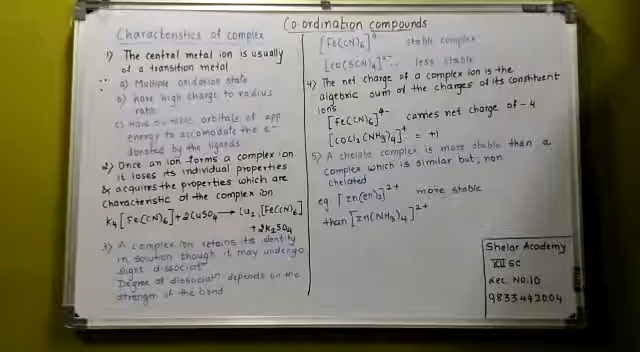 Co ordination compounds
Characteristics of complex
1) The central metal ion is usually
of a transition metal
∵ a) Multiple oxidation state
b) have high charge to radius
ratio
c) Have suitable orbitals of app
energy to accomodate the e⁻
donated by the ligands
2) Once an ion forms a complex ion
it loses its individual properties
& acquires the properties which are
characteristic of the complex ion.
K4[Fe(CN)6]+2CuSO4→Cu2[Fe(CN)6]
+2K2SO4
3) A complex ion retains its identity
in solution though it may undergo
slight dissociatⁿ
Degree of dissociatⁿ depends on the
strength of the bond
[Fe(CN)6]4- stable complex
[CO(SCN)4]2- less stable
4) The net charge of a complex ion is the
algebric sum of the charges of its constituent
ions
[Fe(CN)6]4- carries net charge of -4
[COCl2(NH3)4]+ = +1
5) A chelate complex is more stable than a
complex which is similar but, non
chelated
eg. [Zn(en)2]2+ more stable
than [Zn(NH3)4]2+
Shelar Academy
XII SC
Lec No. 10
9833442004